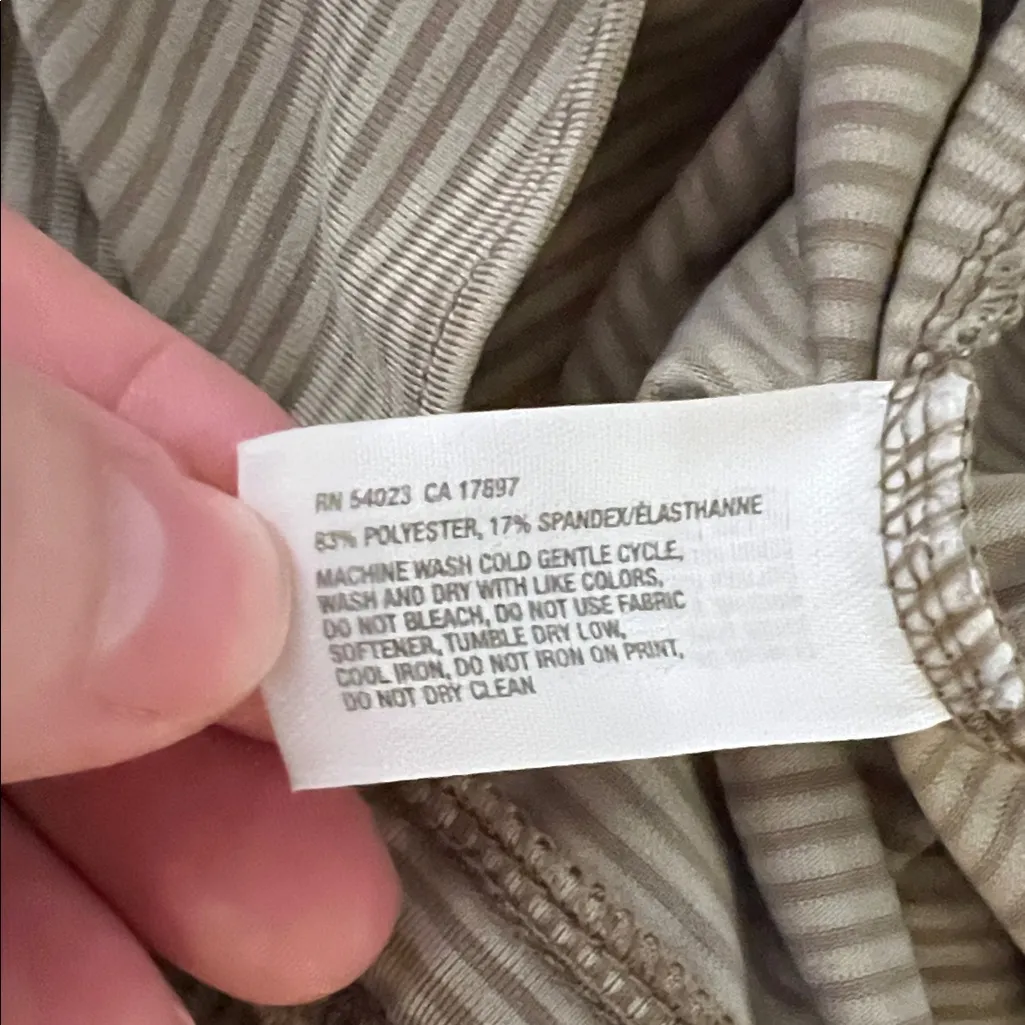 RN 54023 CA 17897
83% POLYESTER, 17% SPANDEX/ÉLASTHANNE
MACHINE WASH COLD GENTLE CYCLE,
WASH AND DRY WITH LIKE COLORS,
DO NOT BLEACH, DO NOT USE FABRIC
SOFTENER, TUMBLE DRY LOW,
COOL IRON, DO NOT IRON ON PRINT,
DO NOT DRY CLEAN